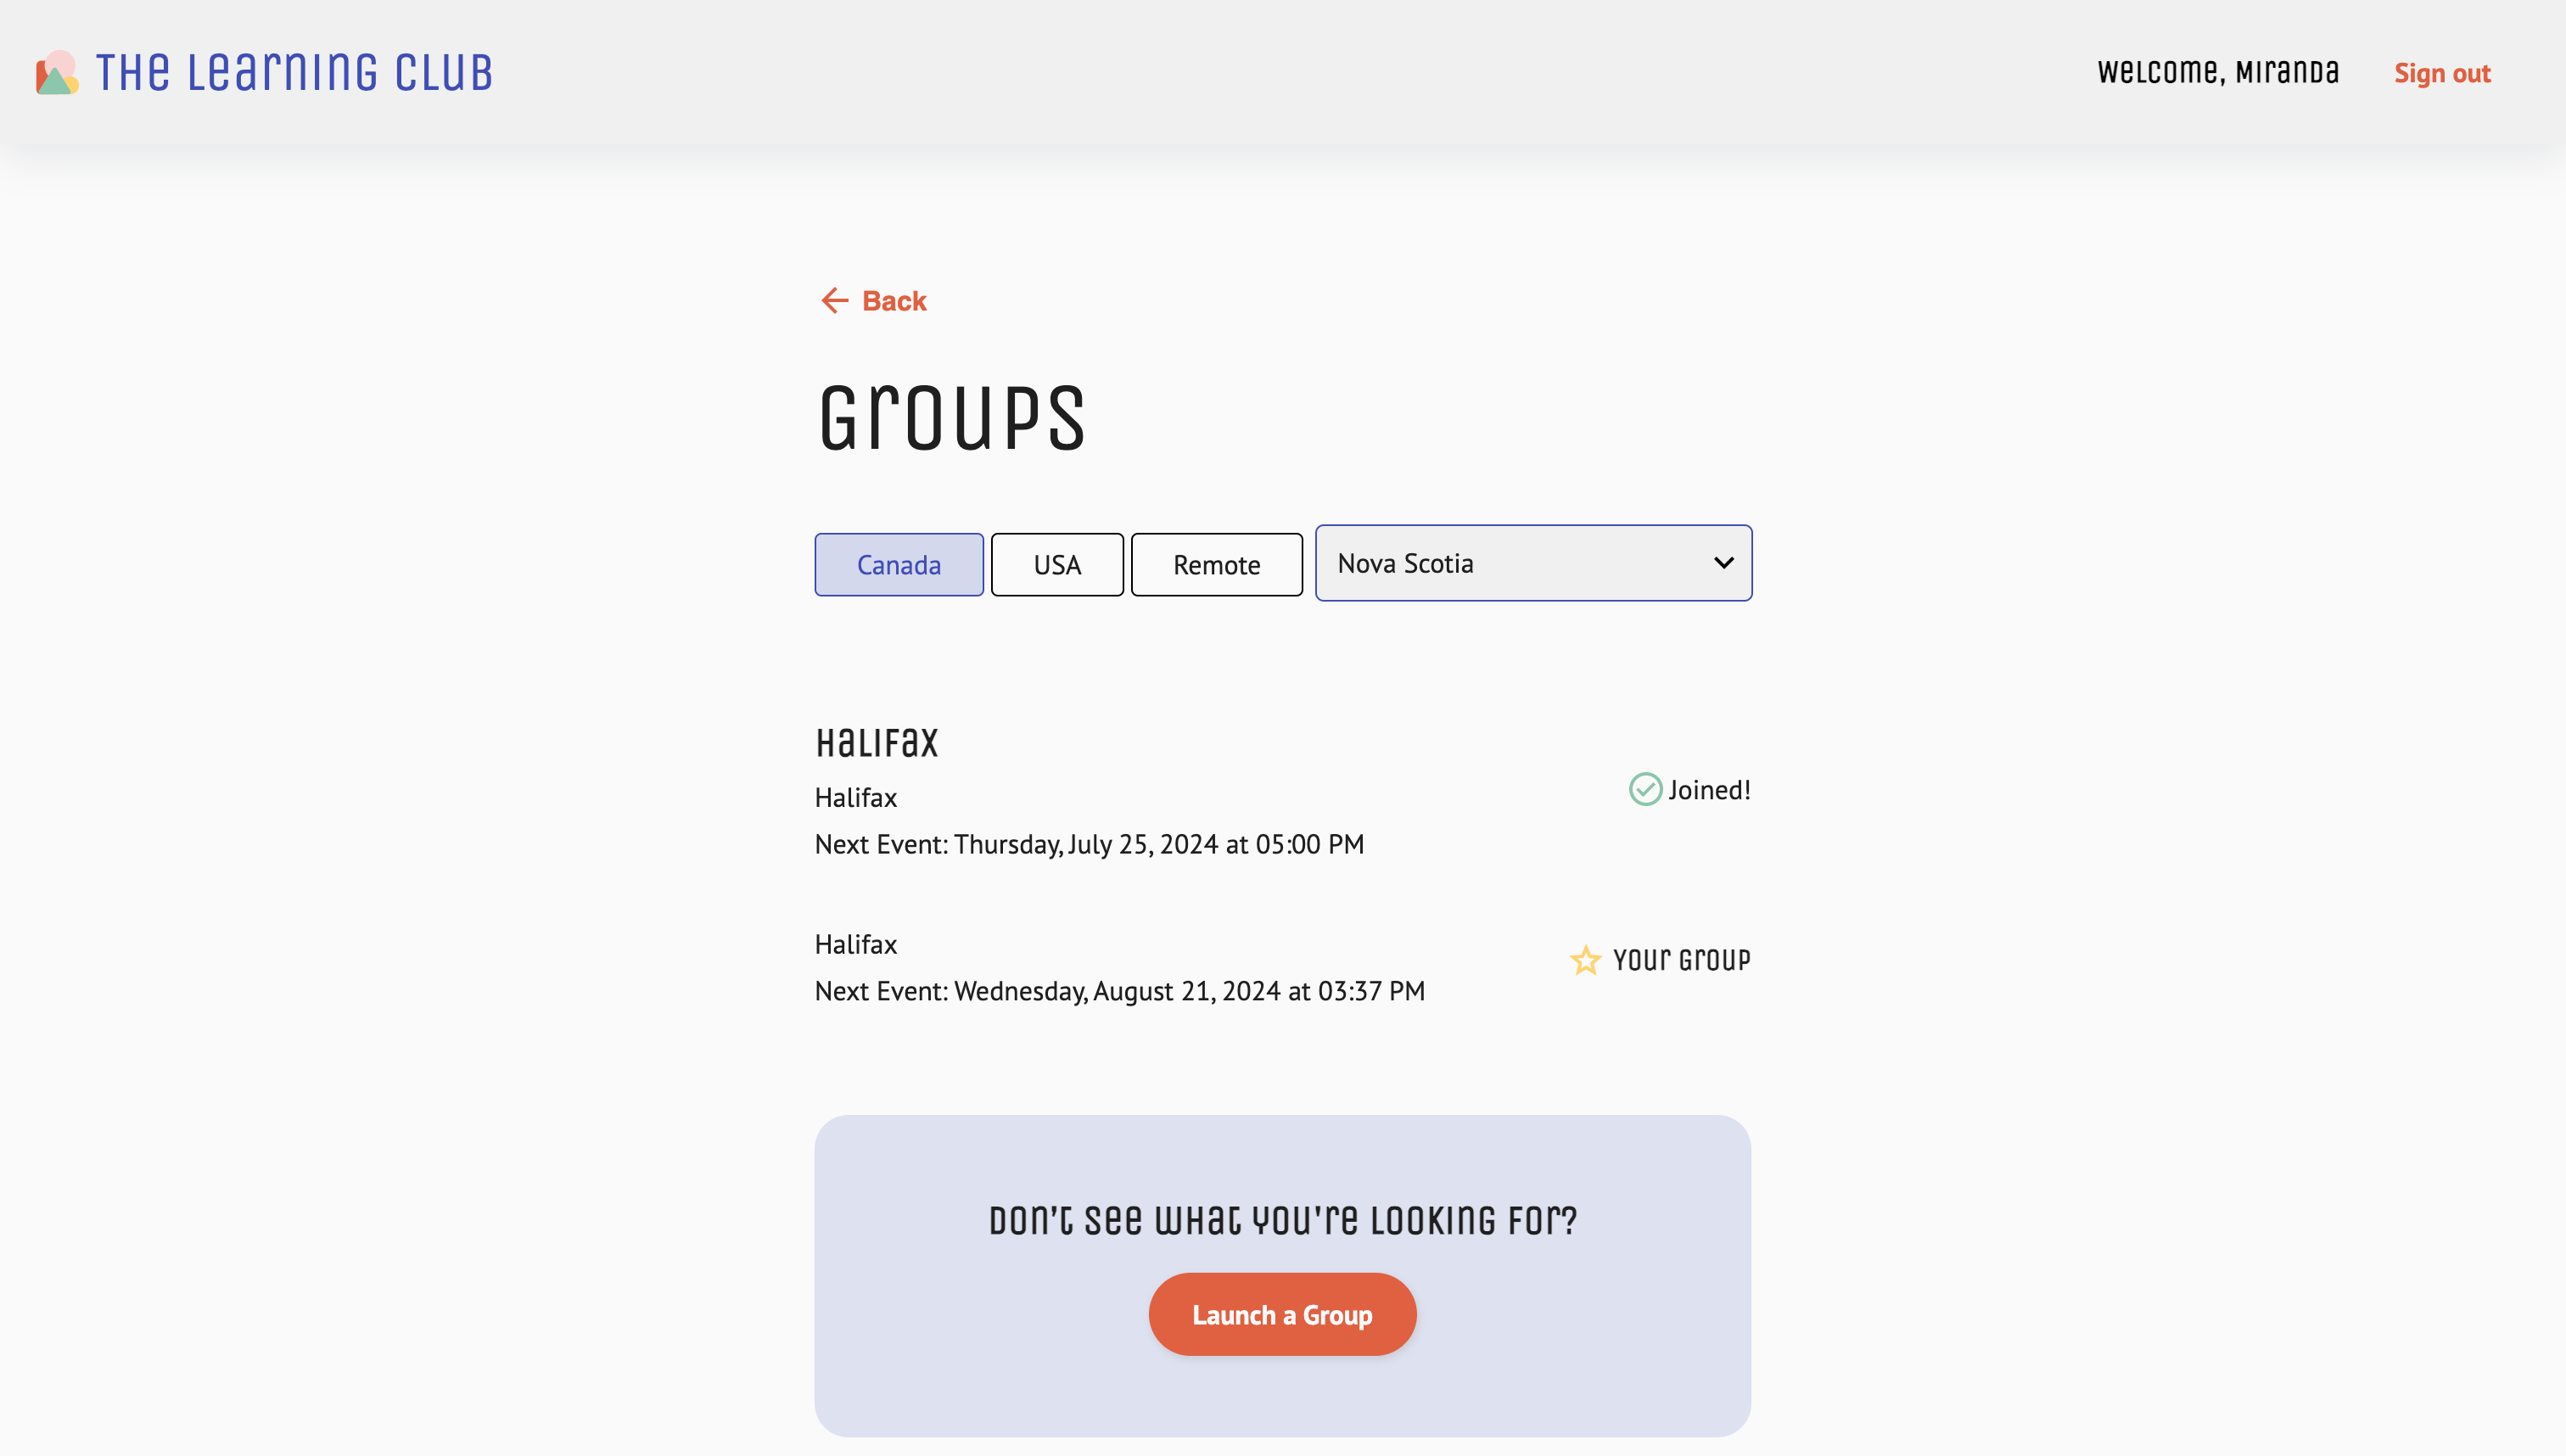 The Learning Club
Welcome, Miranda
Sign out
Back
Groups
Canada
USA
Remote
Nova Scotia
Halifax
Halifax
Joined!
Next Event: Thursday, July 25, 2024 at 05:00 PM
Halifax
Your Group
Next Event: Wednesday, August 21, 2024 at 03:37 PM
Don’t see what you're looking for?
Launch a Group